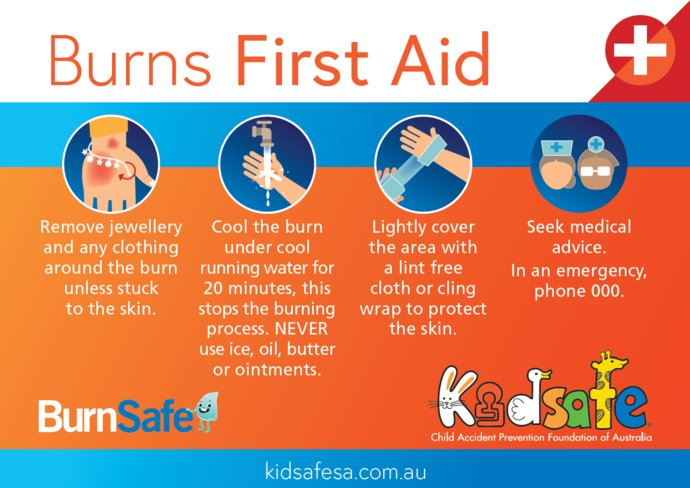 Burns First Aid
Remove jewellery
and any clothing
around the burn
unless stuck
to the skin.
Cool the burn
under cool
running water for
20 minutes, this
stops the burning
process. NEVER
use ice, oil, butter
or ointments.
Lightly cover
the area with
a lint free
cloth or cling
wrap to protect
the skin.
Seek medical
advice.
In an emergency,
phone 000.
BurnSafe
Kidsafe
Child Accident Prevention Foundation of Australia
kidsafesa.com.au